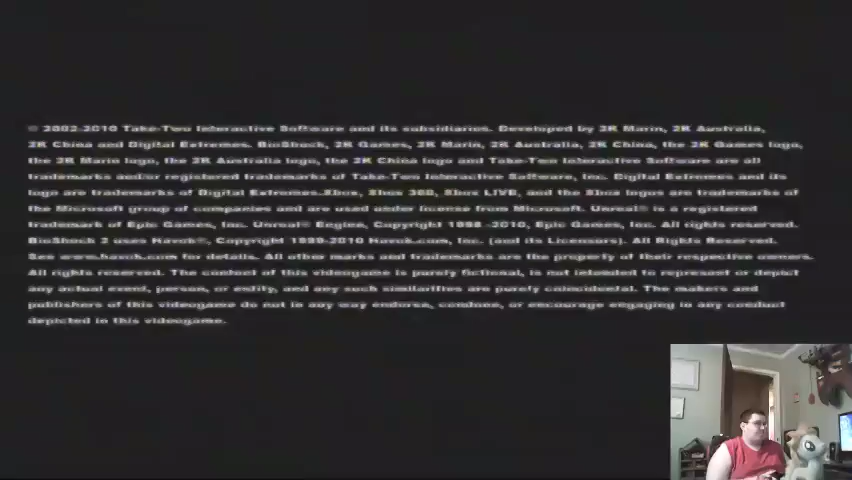 © 2002-2010 Take-Two Interactive Software and its subsidiaries. Developed by 2K Marin, 2K Australia,
2K China and Digital Extremes. BioShock, 2K Games, 2K Marin, 2K Australia, 2K China, the 2K Games logo,
the 2K Marin logo, the 2K Australia logo, the 2K China logo and Take-Two Interactive Software are all
trademarks and/or registered trademarks of Take-Two Interactive Software, Inc. Digital Extremes and its
logo are trademarks of Digital Extremes. Xbox, Xbox 360, Xbox LIVE, and the Xbox logos are trademarks of
the Microsoft group of companies and are used under license from Microsoft. Unreal® is a registered
trademark of Epic Games, Inc. Unreal® Engine, Copyright 1998 -2010, Epic Games, Inc. All rights reserved.
BioShock 2 uses Havok®, Copyright 1999-2010 Havok.com, Inc. (and its Licensors). All Rights Reserved.
See www.havok.com for details. All other marks and trademarks are the property of their respective owners.
All rights reserved. The content of this videogame is purely fictional, is not intended to represent or depict
any actual event, person, or entity, and any such similarities are purely coincidental. The makers and
publishers of this videogame do not in any way endorse, condone, or encourage engaging in any conduct
depicted in this videogame.